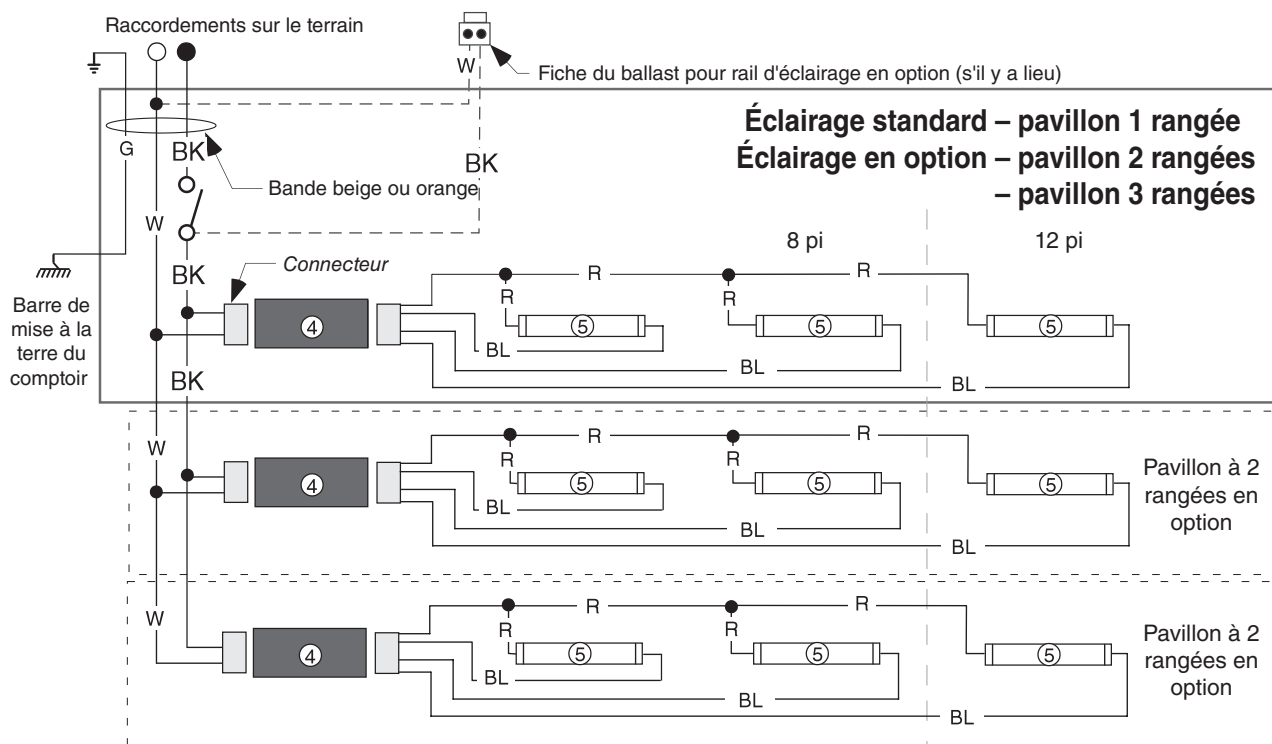 Raccordements sur le terrain
W
Fiche du ballast pour rail d'éclairage en option (s'il y a lieu)
Éclairage standard – pavillon 1 rangée
Éclairage en option – pavillon 2 rangées
– pavillon 3 rangées
G
BK
BK
Bande beige ou orange
W
8 pi
12 pi
BK
Connecteur
R
R
Barre de
mise à la
terre du
comptoir
R
R
4
5
5
5
BL
BL
BL
BK
W
R
R
R
R
4
5
5
5
BL
BL
BL
Pavillon à 2
rangées en
option
W
R
R
R
R
4
5
5
5
BL
BL
BL
Pavillon à 2
rangées en
option